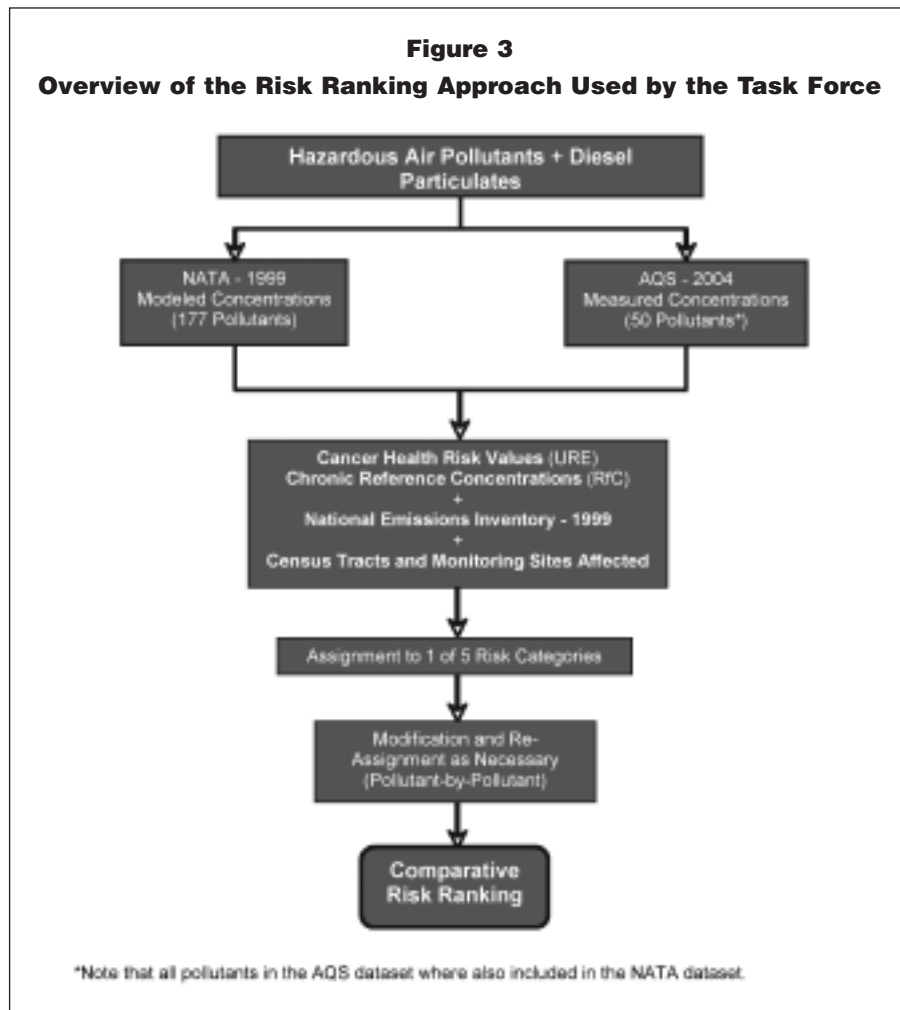 Figure 3
Overview of the Risk Ranking Approach Used by the Task Force
Hazardous Air Pollutants + Diesel
Particulates
NATA - 1999
Modeled Concentrations
(177 Pollutants)
AQS - 2004
Measured Concentrations
(50 Pollutants*)
Cancer Health Risk Values (URE)
Chronic Reference Concentrations (RfC)
+
National Emissions Inventory - 1999
+
Census Tracts and Monitoring Sites Affected
Assignment to 1 of 5 Risk Categories
Modification and Re-
Assignment as Necessary
(Pollutant-by-Pollutant)
Comparative
Risk Ranking
*Note that all pollutants in the AQS dataset where also included in the NATA dataset.